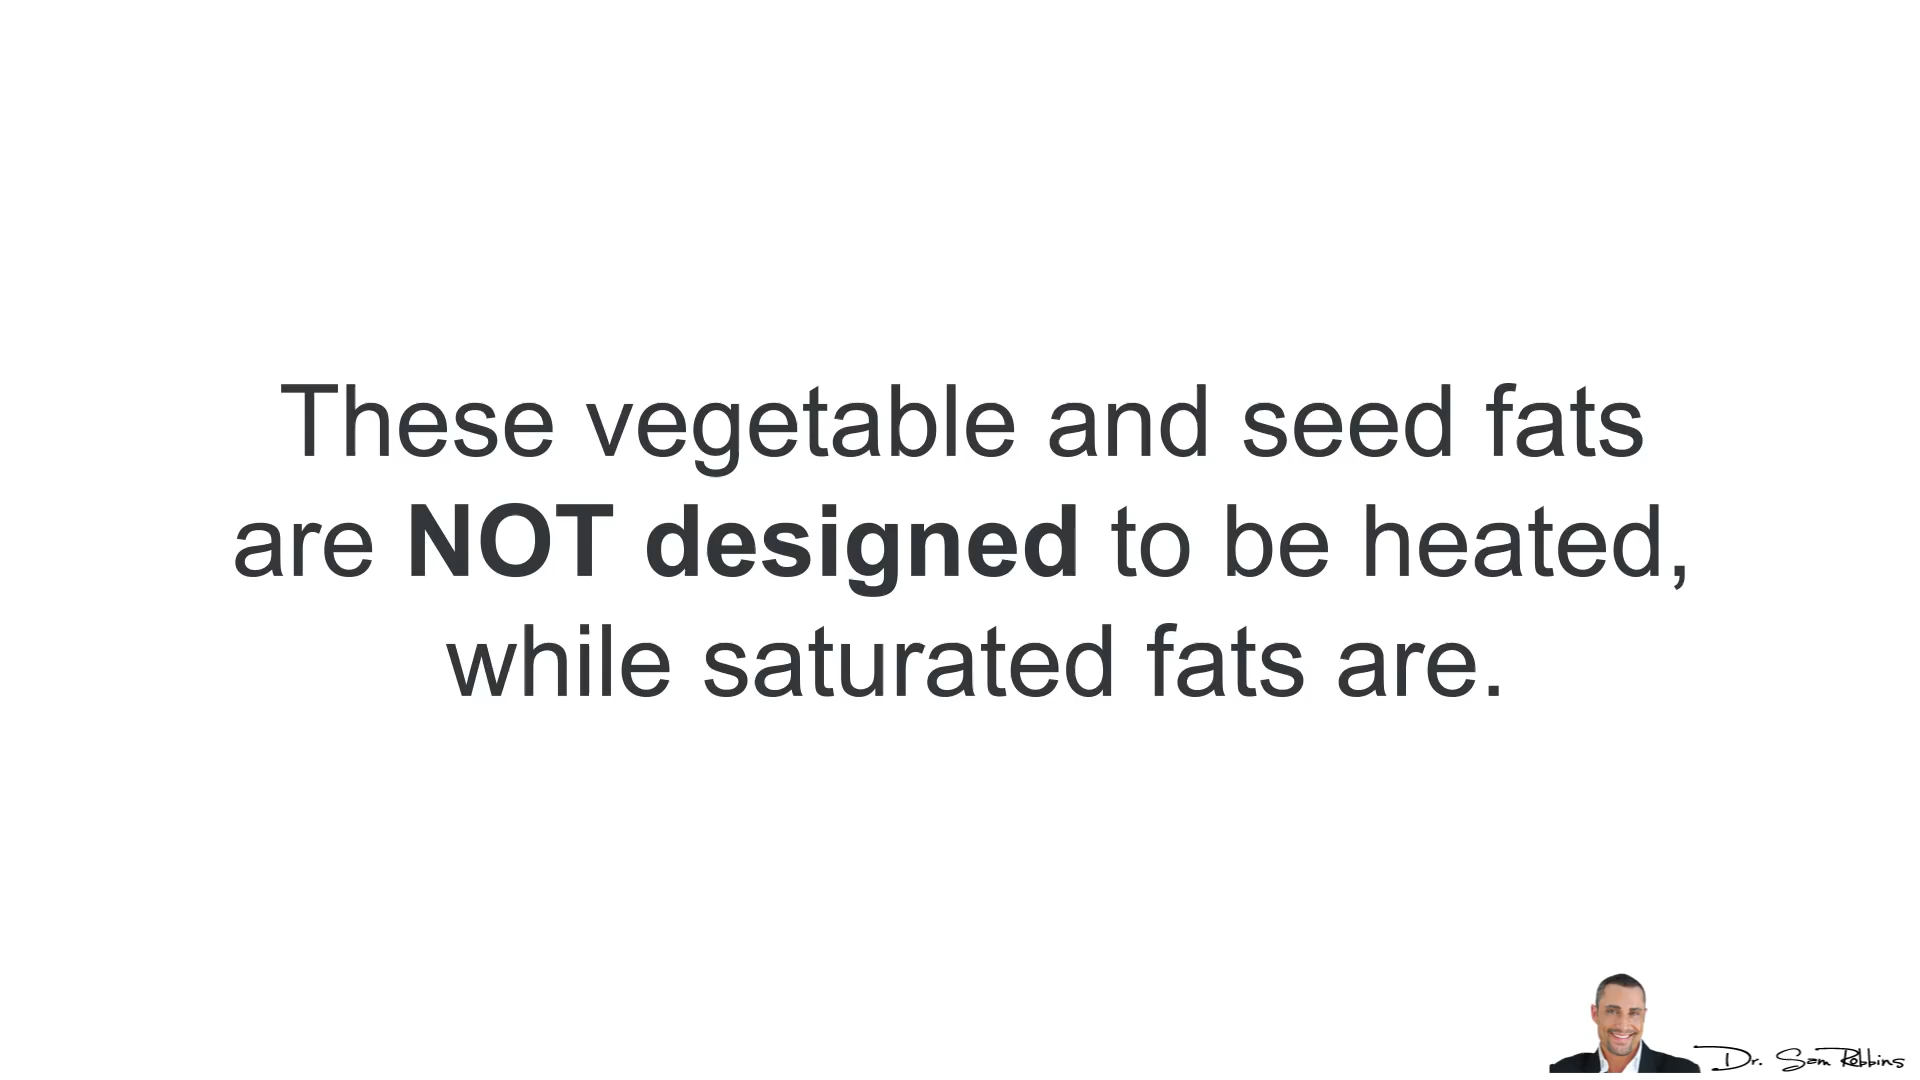 These vegetable and seed fats
are NOT designed to be heated,
while saturated fats are.
Dr. Sam Robbins